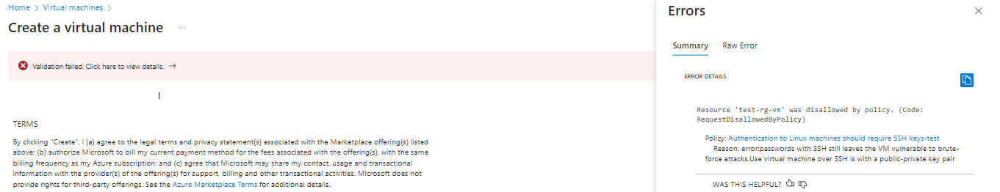 Home > Virtual machines >
Create a virtual machine ...
Validation failed. Click here to view details. →
TERMS
By clicking "Create", I (a) agree to the legal terms and privacy statement(s) associated with the Marketplace offering(s) listed
above; (b) authorize Microsoft to bill my current payment method for the fees associated with the offering(s), with the same
billing frequency as my Azure subscription; and (c) agree that Microsoft may share my contact, usage and transactional
information with the provider(s) of the offering(s) for support, billing and other transactional activities. Microsoft does not
provide rights for third-party offerings. See the Azure Marketplace Terms for additional details.
Errors
Summary Raw Error
ERROR DETAILS
Resource 'test-rg-vm' was disallowed by policy. (Code:
RequestDisallowedByPolicy)
Policy: Authentication to Linux machines should require SSH keys-test
Reason: error:passwords with SSH still leaves the VM vulnerable to brute-
force attacks.Use virtual machine over SSH is with a public-private key pair
WAS THIS HELPFUL?